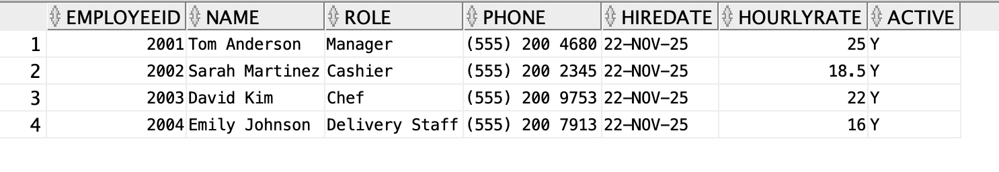 EMPLOYEEID NAME ROLE PHONE HIREDATE HOURLYRATE ACTIVE
1 2001 Tom Anderson Manager (555) 200 4680 22-NOV-25 25 Y
2 2002 Sarah Martinez Cashier (555) 200 2345 22-NOV-25 18.5 Y
3 2003 David Kim Chef (555) 200 9753 22-NOV-25 22 Y
4 2004 Emily Johnson Delivery Staff (555) 200 7913 22-NOV-25 16 Y